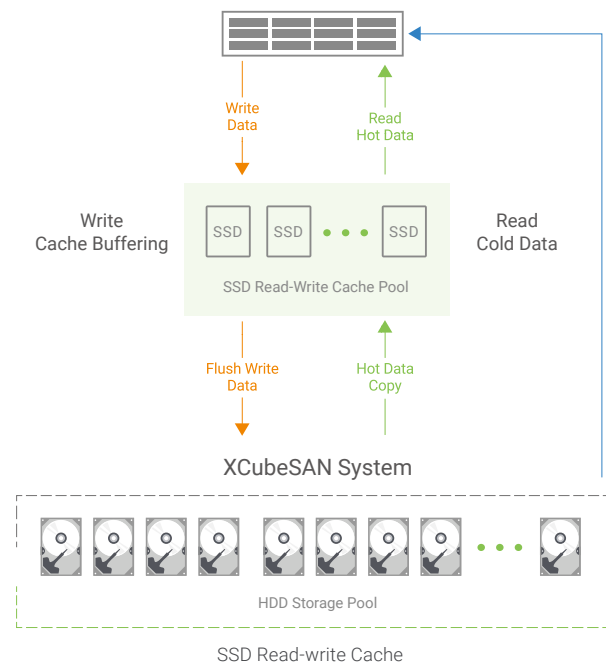 Write
Data
Read
Hot Data
Write
Cache Buffering
SSD
SSD
SSD
Read
Cold Data
SSD Read-Write Cache Pool
Flush Write
Data
Hot Data
Copy
XCubeSAN System
HDD Storage Pool
SSD Read-write Cache